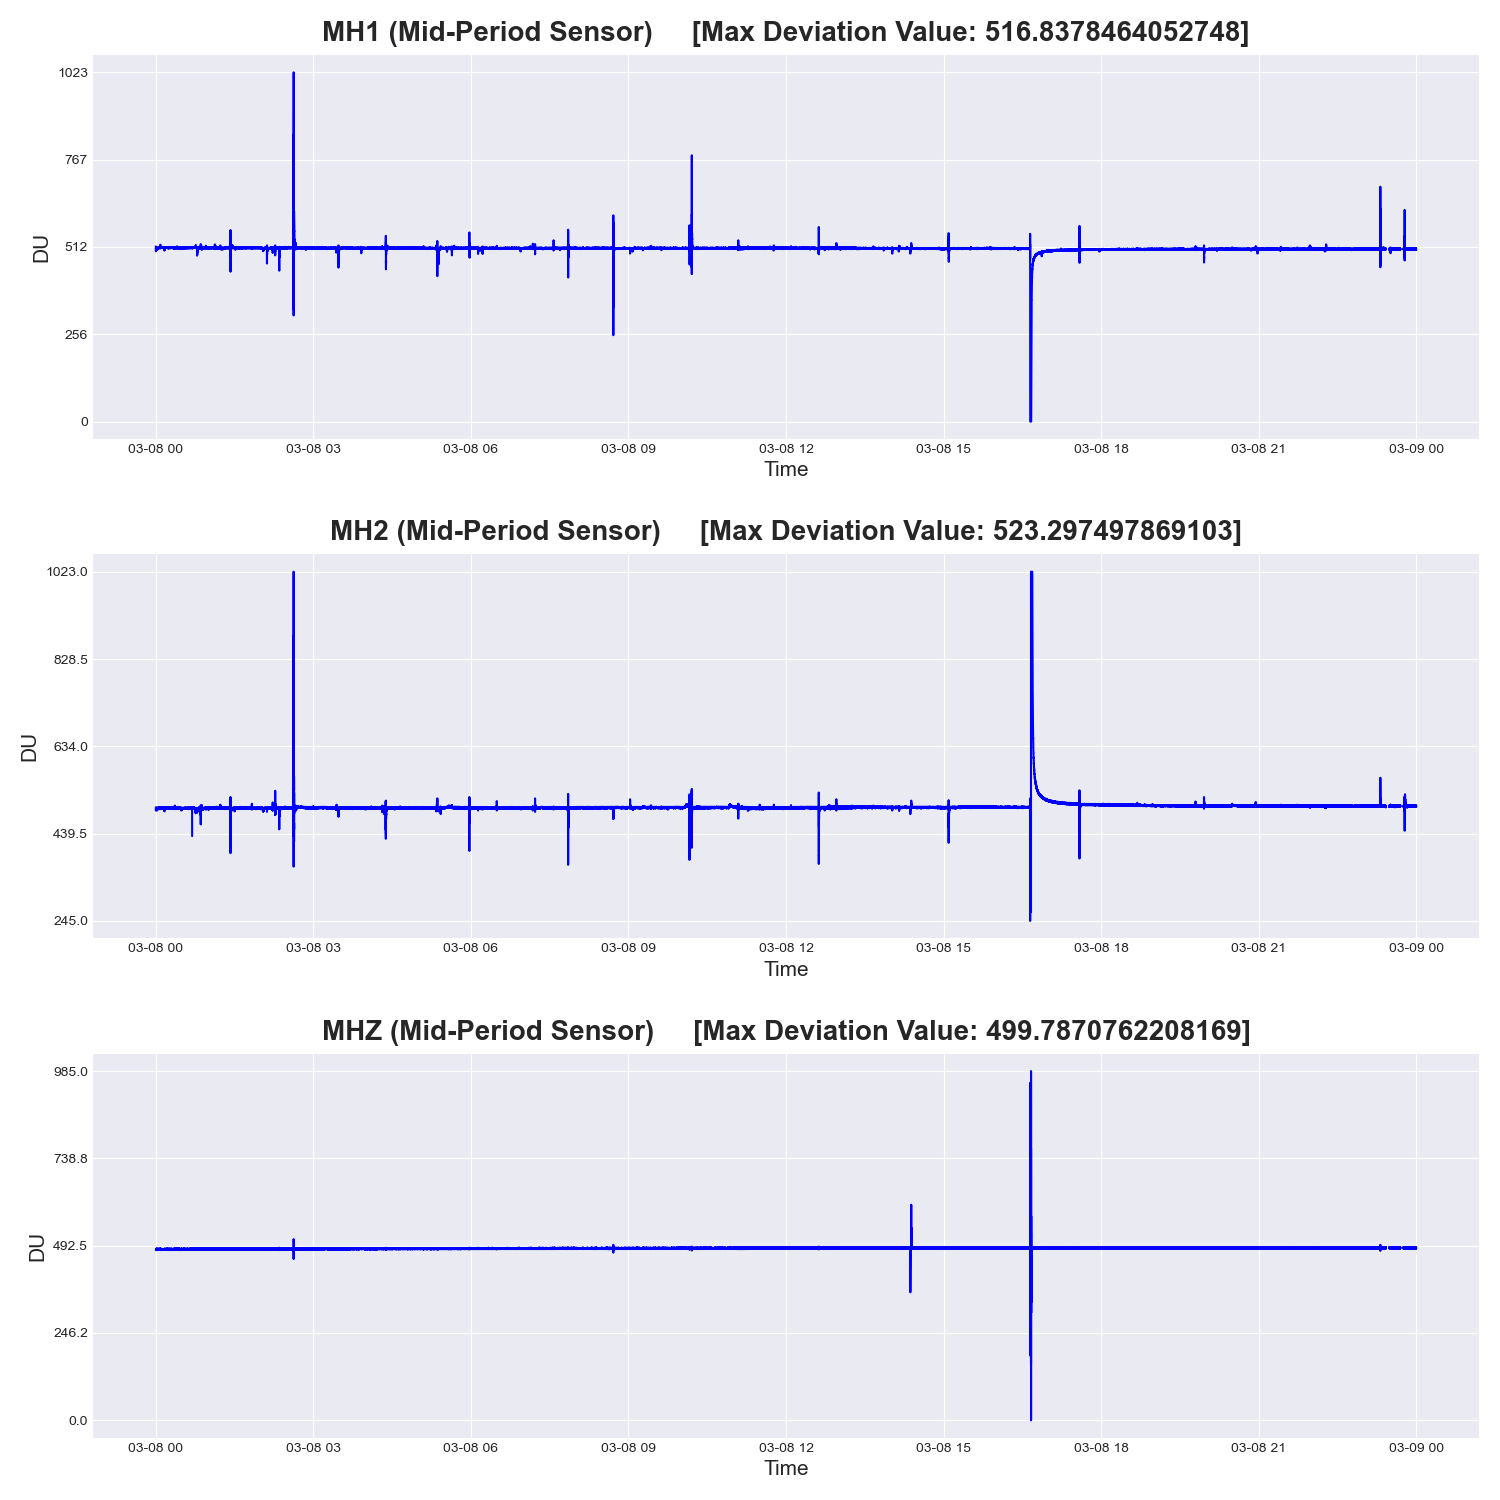 MH1 (Mid-Period Sensor) [Max Deviation Value: 516.8378464052748]
1023
767
512
256
0
DU
03-08 00 03-08 03 03-08 06 03-08 09 03-08 12 03-08 15 03-08 18 03-08 21 03-09 00
Time
MH2 (Mid-Period Sensor) [Max Deviation Value: 523.297497869103]
1023.0
828.5
634.0
439.5
245.0
DU
03-08 00 03-08 03 03-08 06 03-08 09 03-08 12 03-08 15 03-08 18 03-08 21 03-09 00
Time
MHZ (Mid-Period Sensor) [Max Deviation Value: 499.7870762208169]
985.0
738.8
492.5
246.2
0.0
DU
03-08 00 03-08 03 03-08 06 03-08 09 03-08 12 03-08 15 03-08 18 03-08 21 03-09 00
Time